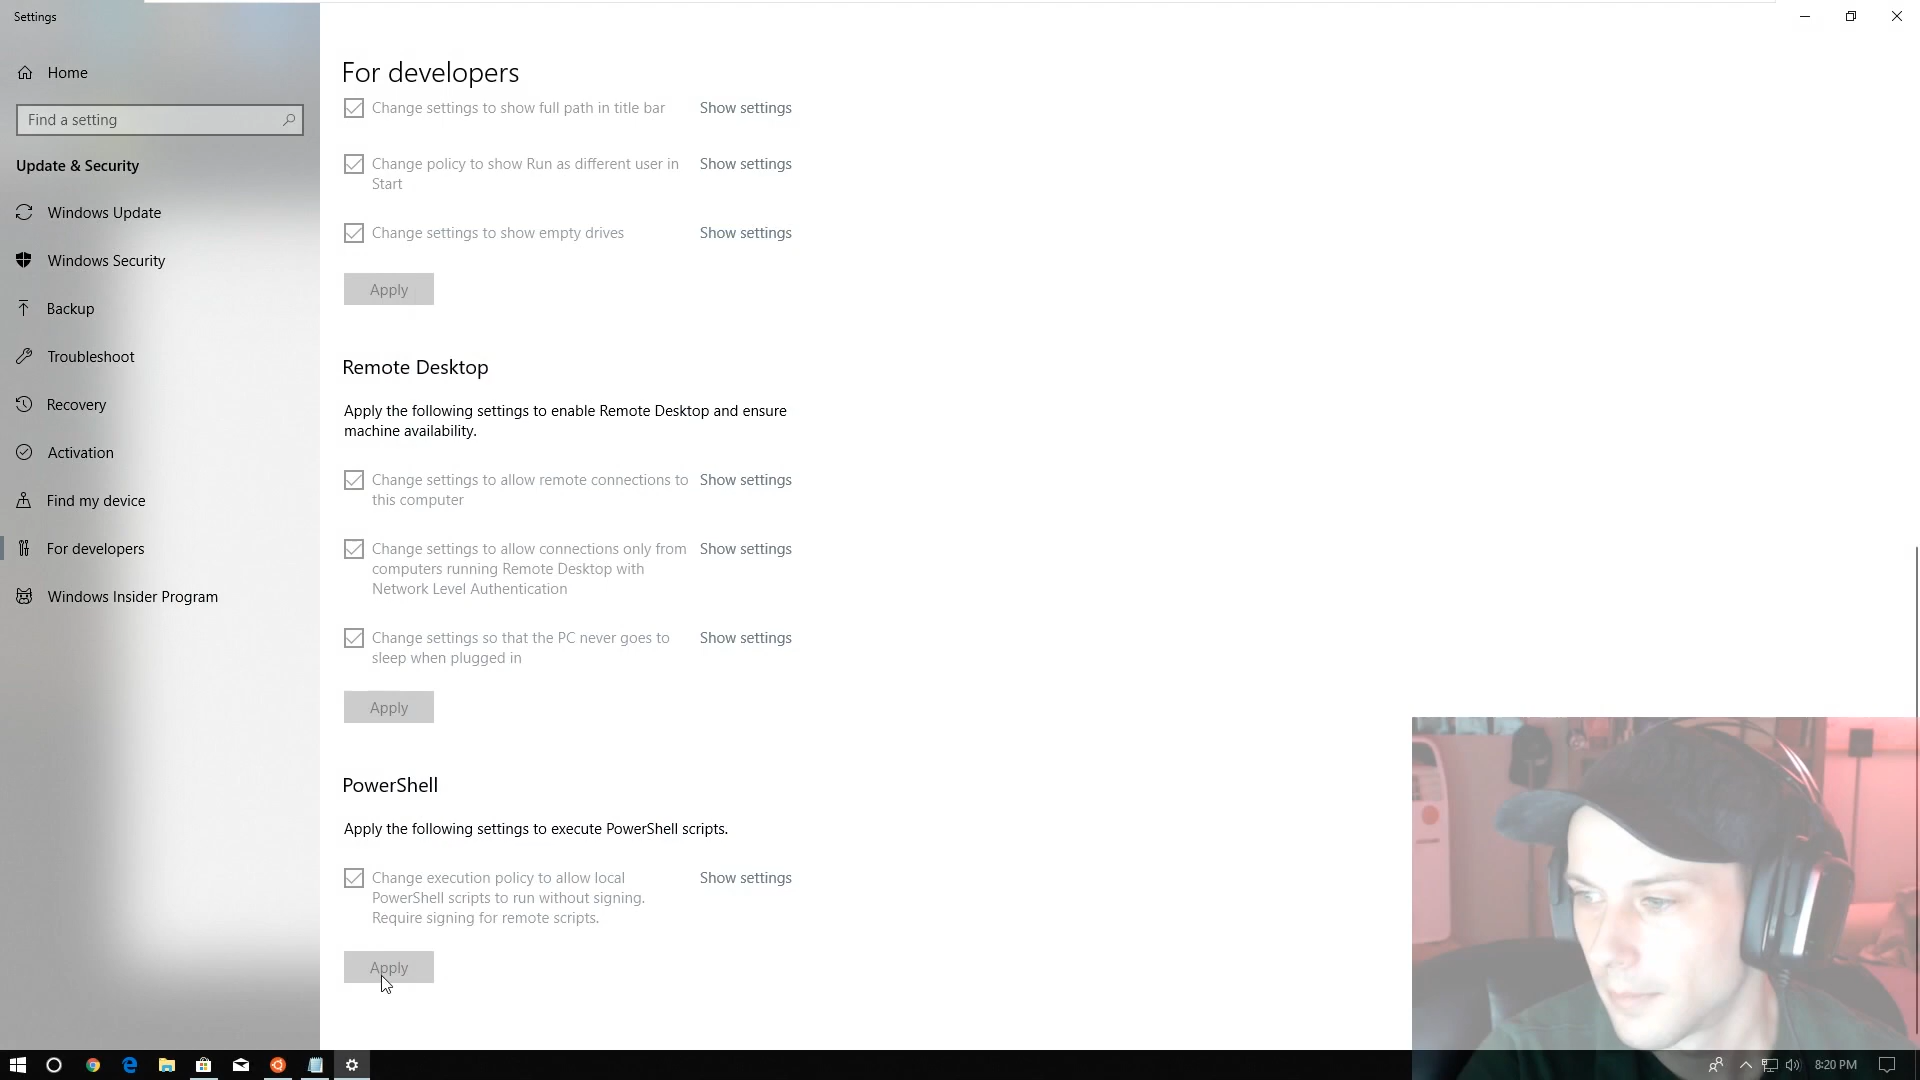 Settings
Home
Find a setting
Update & Security
Windows Update
Windows Security
Backup
Troubleshoot
Recovery
Activation
Find my device
For developers
Windows Insider Program
For developers
Change settings to show full path in title bar
Show settings
Change policy to show Run as different user in
Start
Show settings
Change settings to show empty drives
Show settings
Apply
Remote Desktop
Apply the following settings to enable Remote Desktop and ensure
machine availability.
Change settings to allow remote connections to
this computer
Show settings
Change settings to allow connections only from
computers running Remote Desktop with
Network Level Authentication
Show settings
Change settings so that the PC never goes to
sleep when plugged in
Show settings
Apply
PowerShell
Apply the following settings to execute PowerShell scripts.
Change execution policy to allow local
PowerShell scripts to run without signing.
Require signing for remote scripts.
Show settings
Apply
8:20 PM